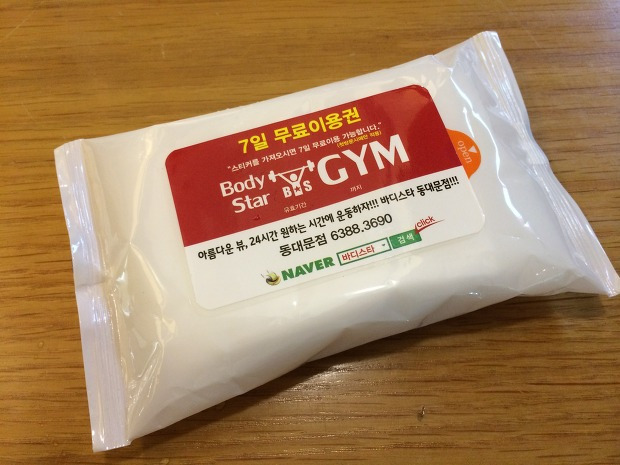 7일 무료이용권
"스티커를 가져오시면 7일 무료이용 가능합니다."
Body Star B S GYM
유효기간 까지
아름다운 뷰, 24시간 원하는 시간에 운동하자!!! 바디스타 동대문점!!!
동대문점 6388.3690
NAVER 바디스타 검색 click
open